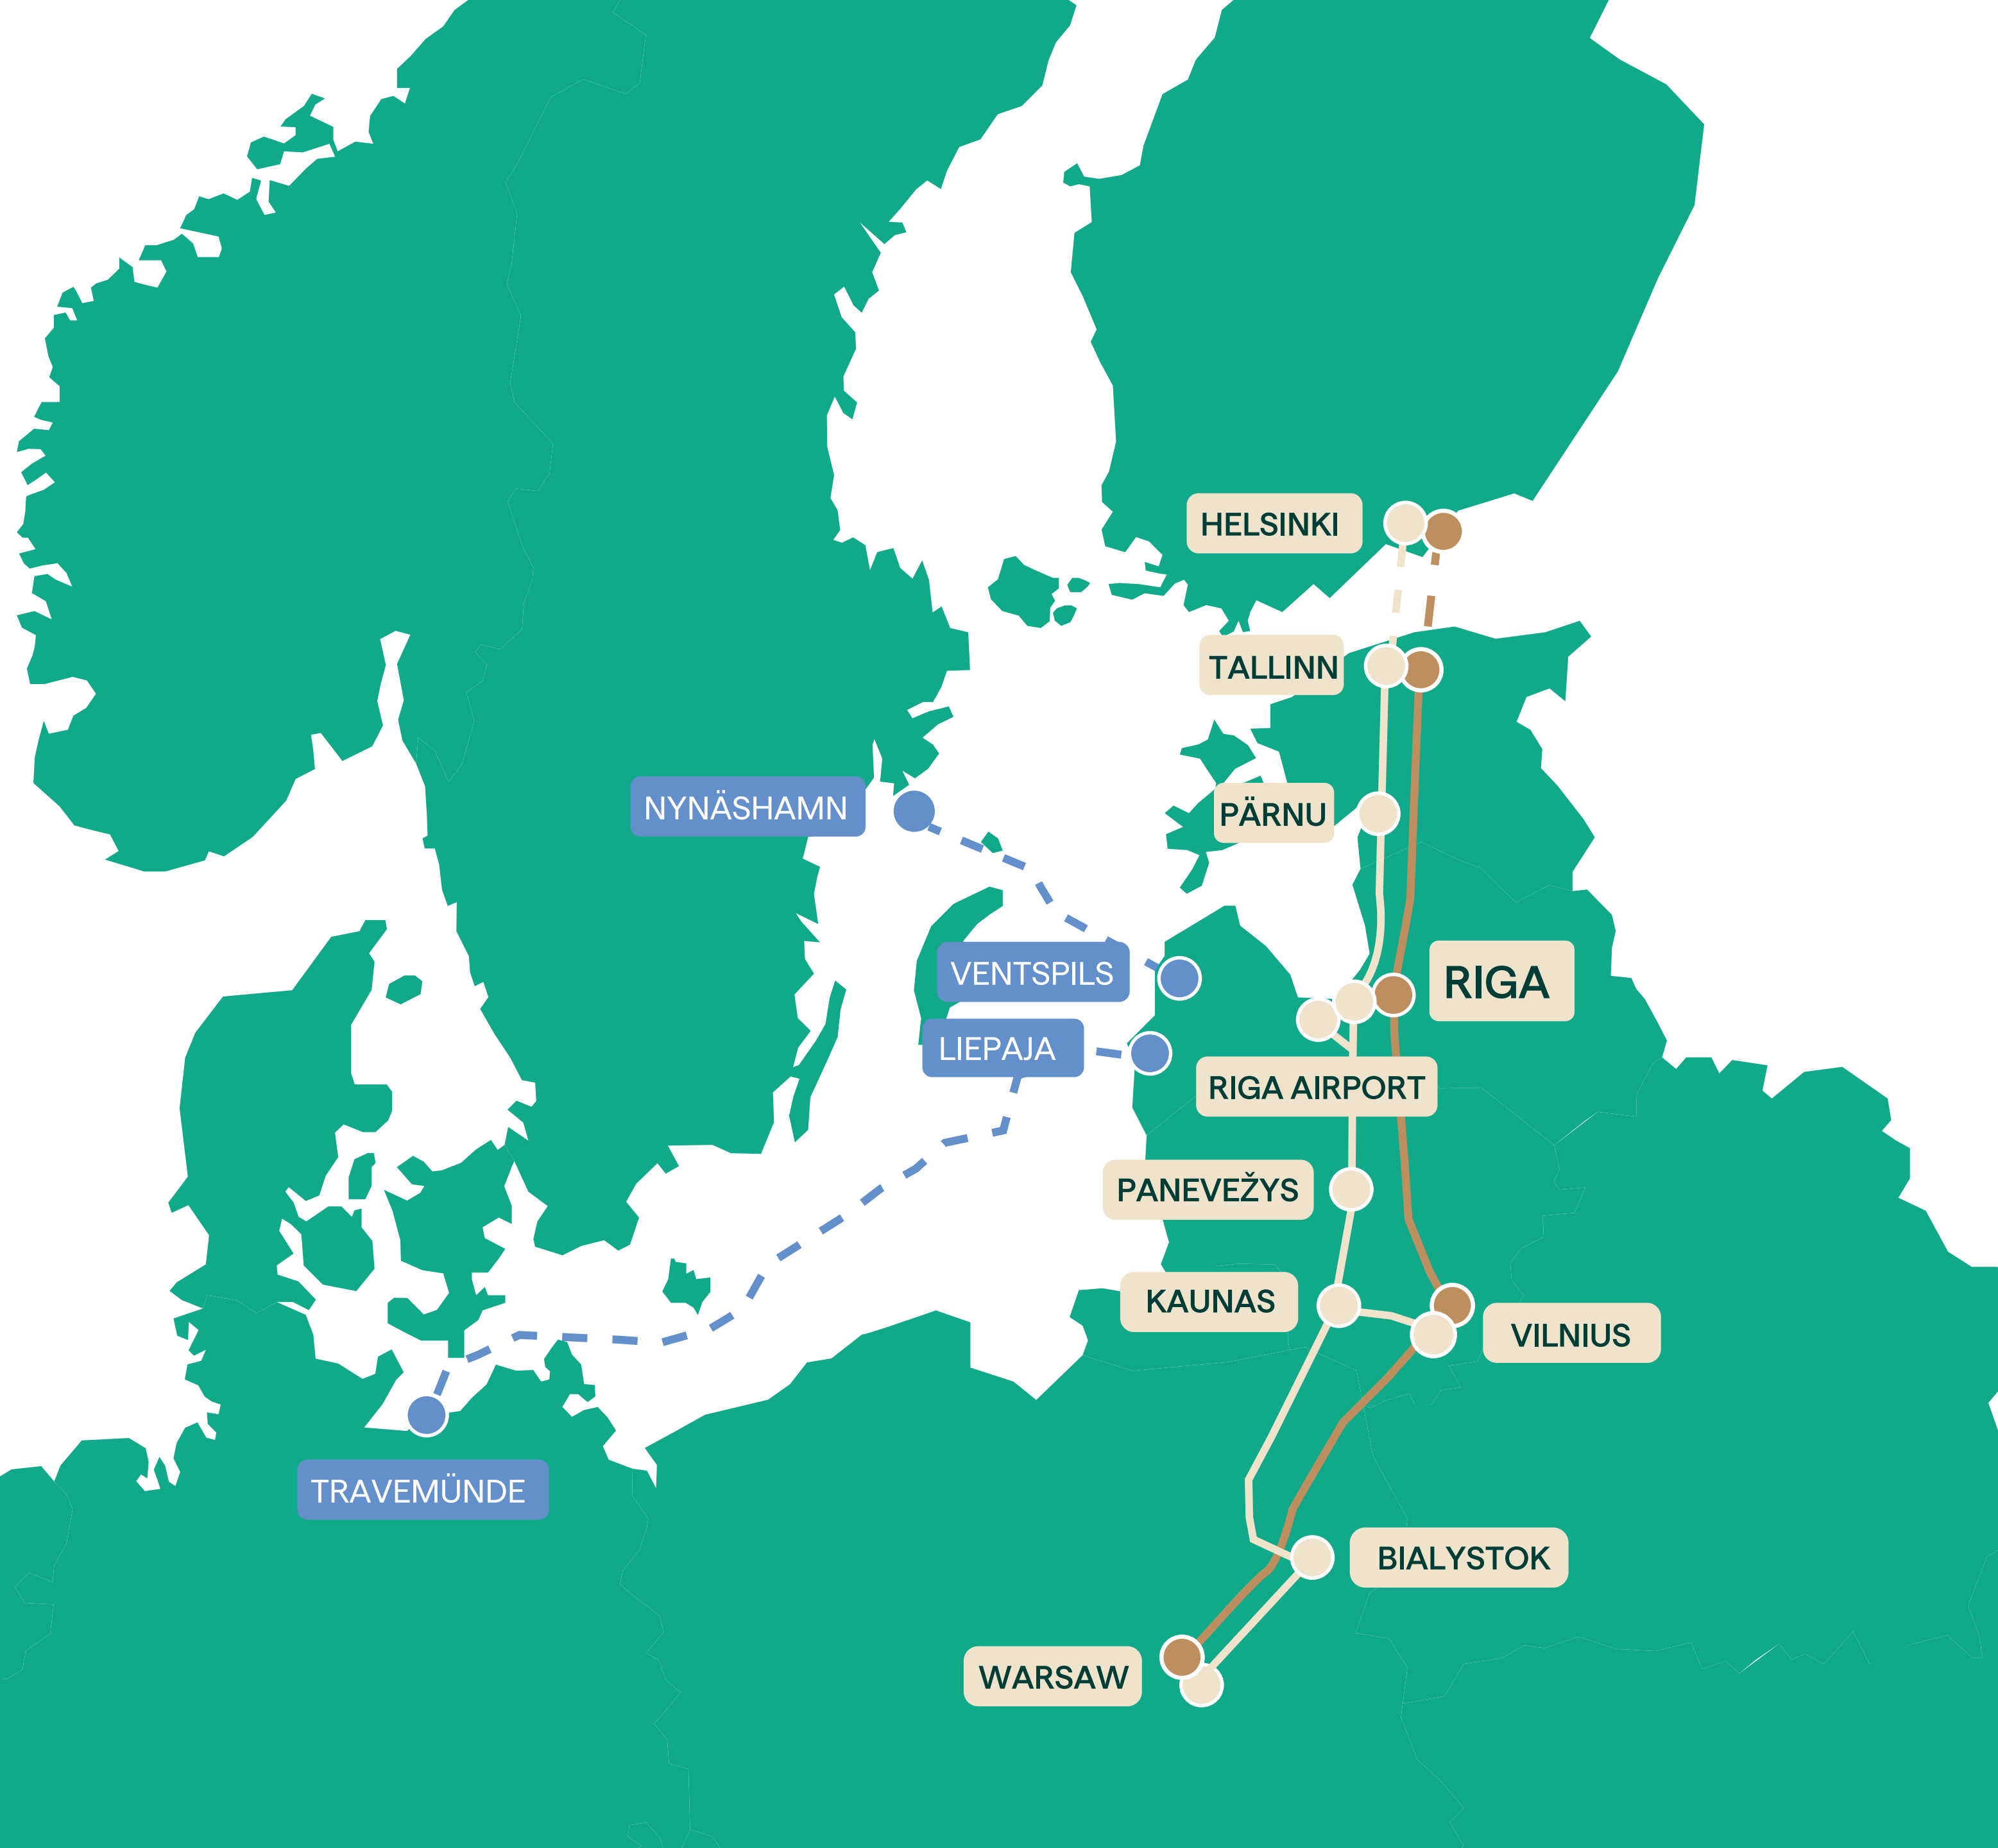 HELSINKI
TALLINN
NYNÄSHAMN
PÄRNU
VENTSPILS
RIGA
LIEPAJA
RIGA AIRPORT
PANEVEŽYS
KAUNAS
VILNIUS
TRAVEMÜNDE
BIALYSTOK
WARSAW